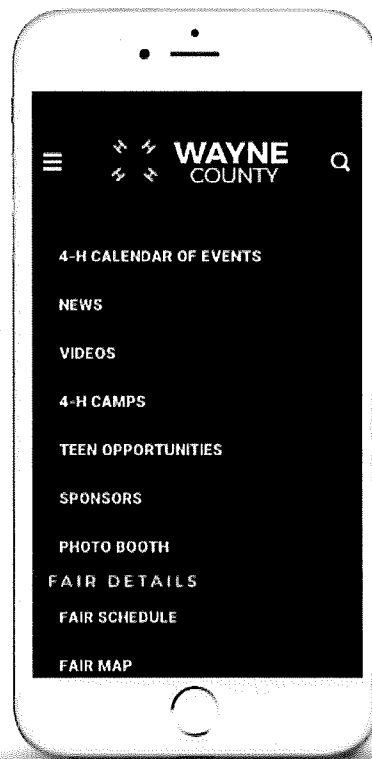 H H
H H
WAYNE
COUNTY
4-H CALENDAR OF EVENTS
NEWS
VIDEOS
4-H CAMPS
TEEN OPPORTUNITIES
SPONSORS
PHOTO BOOTH
FAIR DETAILS
FAIR SCHEDULE
FAIR MAP